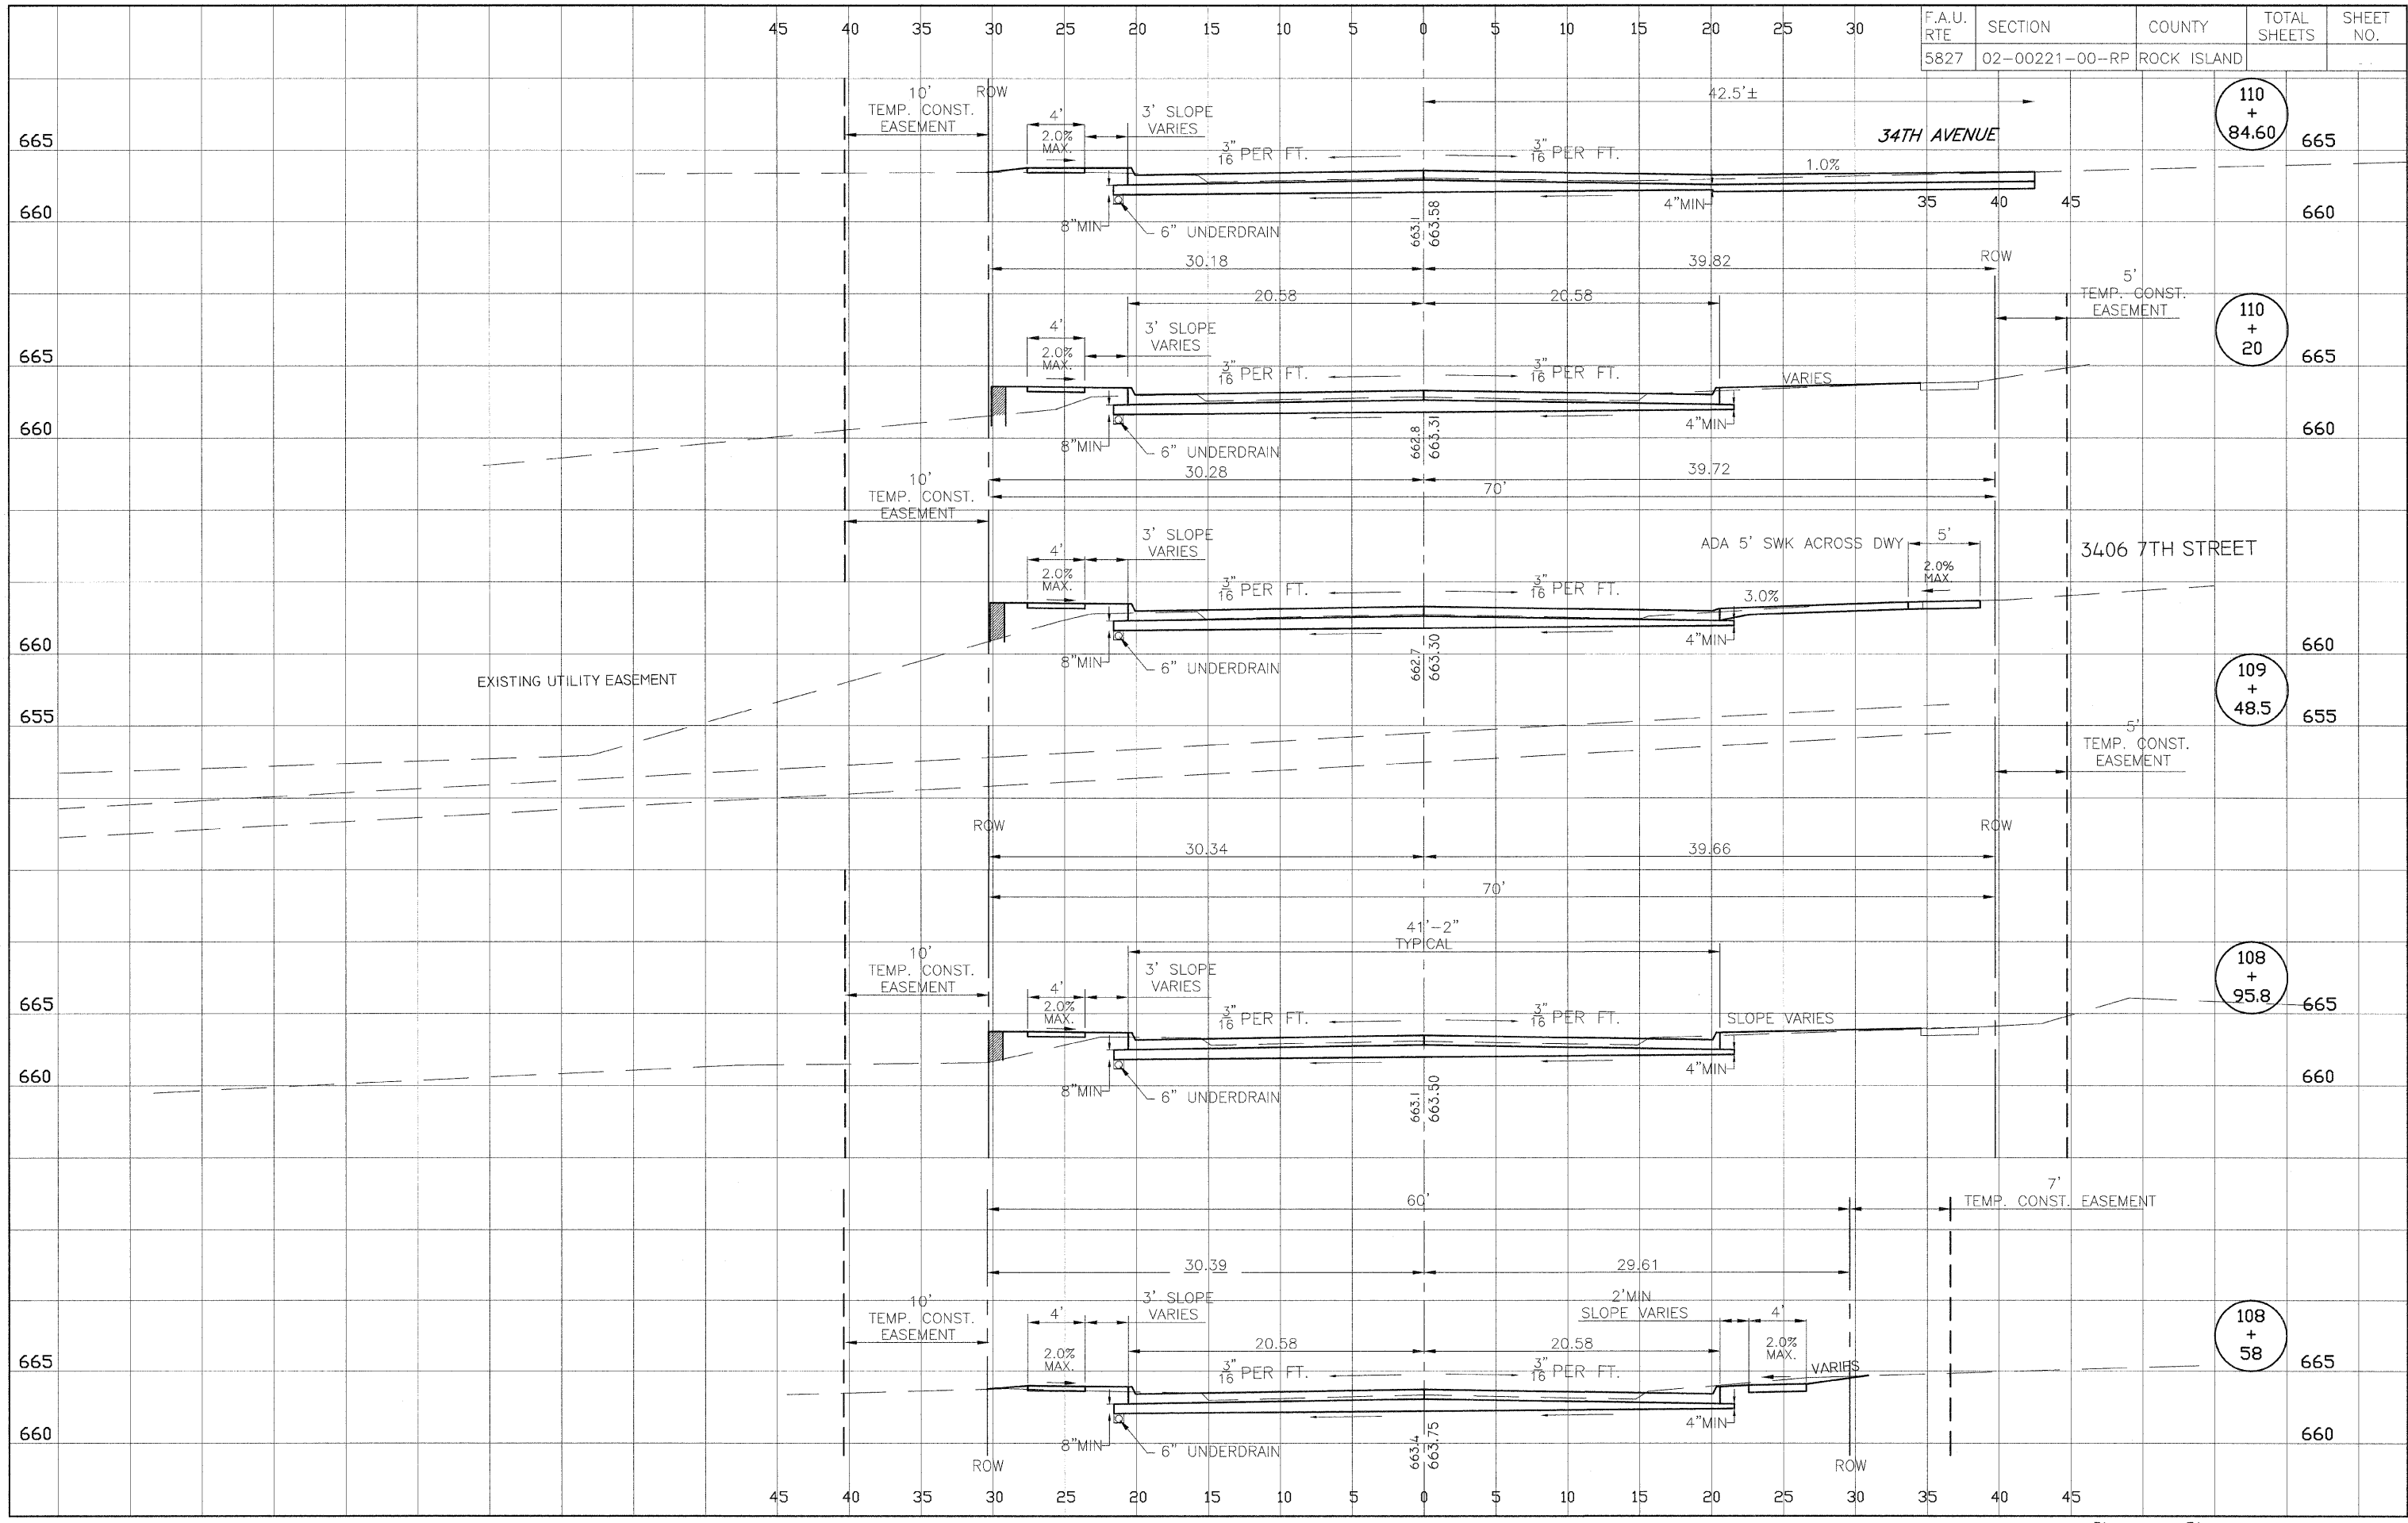 45 40 35 30 25 20 15 10 5 0 5 10 15 20 25 30
F.A.U. RTE SECTION COUNTY TOTAL SHEETS SHEET NO.
5827 02-00221-00-RP ROCK ISLAND
10' TEMP. CONST. EASEMENT
ROW
4'
2.0% MAX.
3' SLOPE VARIES
3/16" PER FT.
3/16" PER FT.
42.5'±
34TH AVENUE
1.0%
110 + 84.60
665
665
660
660
8"MIN
6" UNDERDRAIN
663.1
663.58
4"MIN
35 40 45
30.18
39.82
ROW
20.58
20.58
5'
TEMP. CONST. EASEMENT
110 + 20
4'
2.0% MAX.
3' SLOPE VARIES
3/16" PER FT.
3/16" PER FT.
VARIES
665
665
660
660
8"MIN
6" UNDERDRAIN
662.8
663.31
4"MIN
30.28
39.72
70'
10'
TEMP. CONST. EASEMENT
4'
2.0% MAX.
3' SLOPE VARIES
3/16" PER FT.
3/16" PER FT.
ADA 5' SWK ACROSS DWY
5'
2.0% MAX.
3.0%
3406 7TH STREET
660
660
8"MIN
6" UNDERDRAIN
662.7
663.30
4"MIN
EXISTING UTILITY EASEMENT
109 + 48.5
655
655
5'
TEMP. CONST. EASEMENT
ROW
ROW
30.34
39.66
70'
41'-2" TYPICAL
10'
TEMP. CONST. EASEMENT
4'
2.0% MAX.
3' SLOPE VARIES
3/16" PER FT.
3/16" PER FT.
SLOPE VARIES
108 + 95.8
665
665
660
660
8"MIN
6" UNDERDRAIN
663.1
663.50
4"MIN
60'
7'
TEMP. CONST. EASEMENT
30.39
29.61
10'
TEMP. CONST. EASEMENT
4'
2.0% MAX.
3' SLOPE VARIES
20.58
20.58
3/16" PER FT.
3/16" PER FT.
2'MIN
SLOPE VARIES
4'
2.0% MAX.
VARIES
108 + 58
665
665
660
660
8"MIN
6" UNDERDRAIN
663.4
663.75
4"MIN
ROW
ROW
45 40 35 30 25 20 15 10 5 0 5 10 15 20 25 30 35 40 45